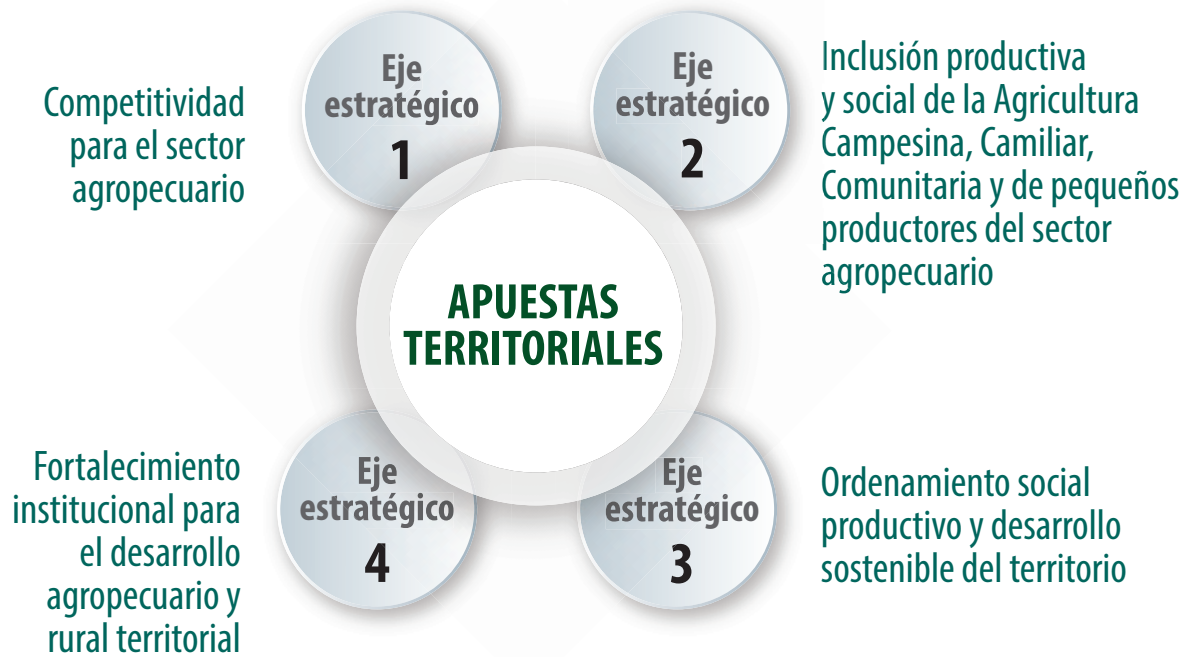 Eje
estratégico
1
Competitividad
para el sector
agropecuario
Eje
estratégico
2
Inclusión productiva
y social de la Agricultura
Campesina, Camiliar,
Comunitaria y de pequeños
productores del sector
agropecuario
APUESTAS
TERRITORIALES
Eje
estratégico
3
Ordenamiento social
productivo y desarrollo
sostenible del territorio
Eje
estratégico
4
Fortalecimiento
institucional para
el desarrollo
agropecuario y
rural territorial